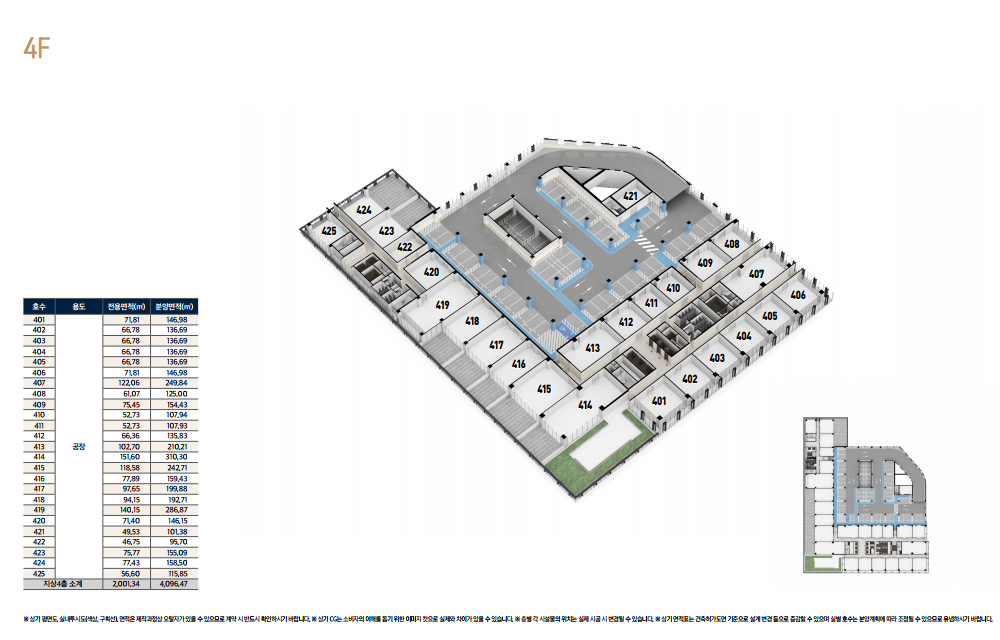 4F
424
425
423
422
421
420
419
418
417
416
415
414
413
412
411
410
409
408
407
406
405
404
403
402
401
호수 용도 전용면적(㎡) 분양면적(㎡)
401 71,81 146,98
402 66,78 136,69
403 66,78 136,69
404 66,78 136,69
405 66,78 136,69
406 71,81 146,98
407 122,06 249,84
408 61,07 125,00
409 75,45 154,43
410 52,73 107,94
411 52,73 107,93
412 66,36 135,83
413 공장 102,70 210,21
414 151,60 310,30
415 118,58 242,71
416 77,89 159,43
417 97,65 199,88
418 94,15 192,71
419 140,15 286,87
420 71,40 146,15
421 49,53 101,38
422 46,75 95,70
423 75,77 155,09
424 77,43 158,50
425 56,60 115,85
지상4층 소계 2,001,34 4,096,47
※ 상기 평면도, 실내투시도(색상, 구획선), 면적은 제작과정상 오탈자가 있을 수 있으므로 계약 시 반드시 확인하시기 바랍니다. ※ 상기 CG는 소비자의 이해를 돕기 위한 이미지 컷으로 실제와 차이가 있을 수 있습니다. ※ 층별 각 시설물의 위치는 실제 시공 시 변경될 수 있습니다. ※ 상기 면적표는 건축허가도면 기준으로 설계 변경 등으로 증감할 수 있으며 실별 호수는 분양계획에 따라 조정될 수 있으므로 유념하시기 바랍니다.